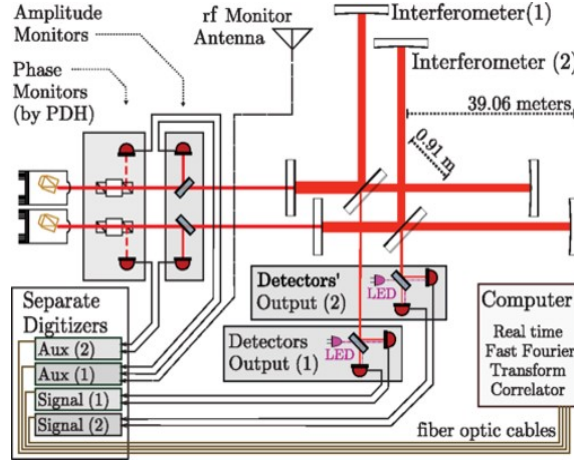 Amplitude
Monitors
rf Monitor
Antenna
Interferometer(1)
Interferometer (2)
Phase
Monitors
(by PDH)
39.06 meters
0.91 m
Separate
Digitizers
Aux (2)
Aux (1)
Signal (1)
Signal (2)
Detectors'
Output (2)
LED
Detectors
Output (1)
LED
Computer
Real time
Fast Fourier
Transform
Correlator
fiber optic cables